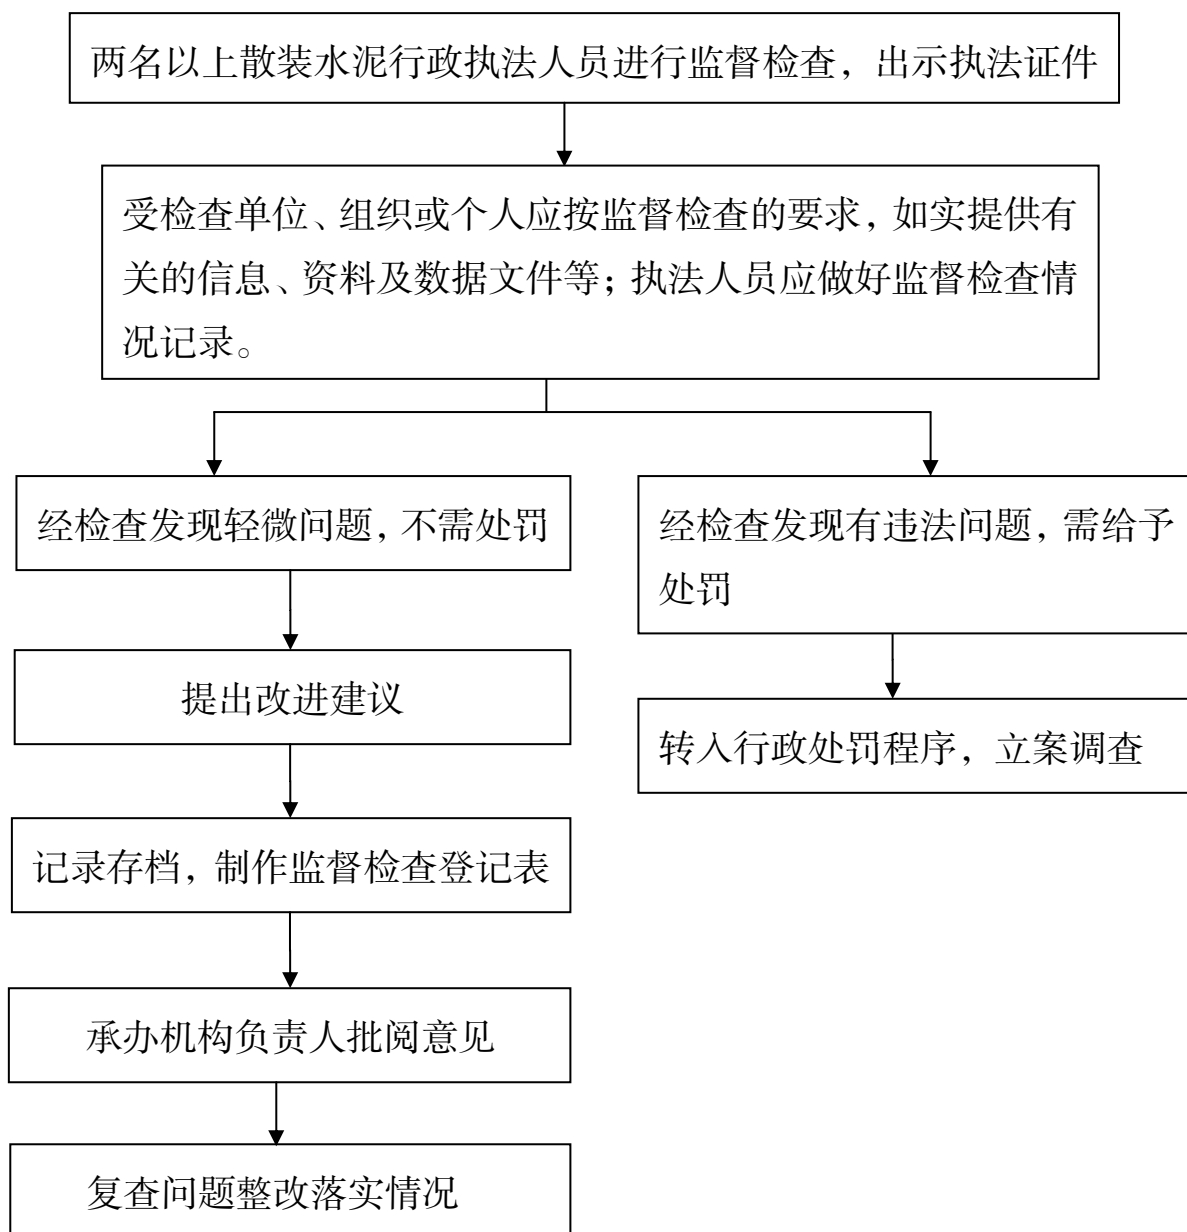 两名以上散装水泥行政执法人员进行监督检查，出示执法证件
受检查单位、组织或个人应按监督检查的要求，如实提供有
关的信息、资料及数据文件等；执法人员应做好监督检查情
况记录。
经检查发现轻微问题，不需处罚
经检查发现有违法问题，需给予
处罚
提出改进建议
转入行政处罚程序，立案调查
记录存档，制作监督检查登记表
承办机构负责人批阅意见
复查问题整改落实情况